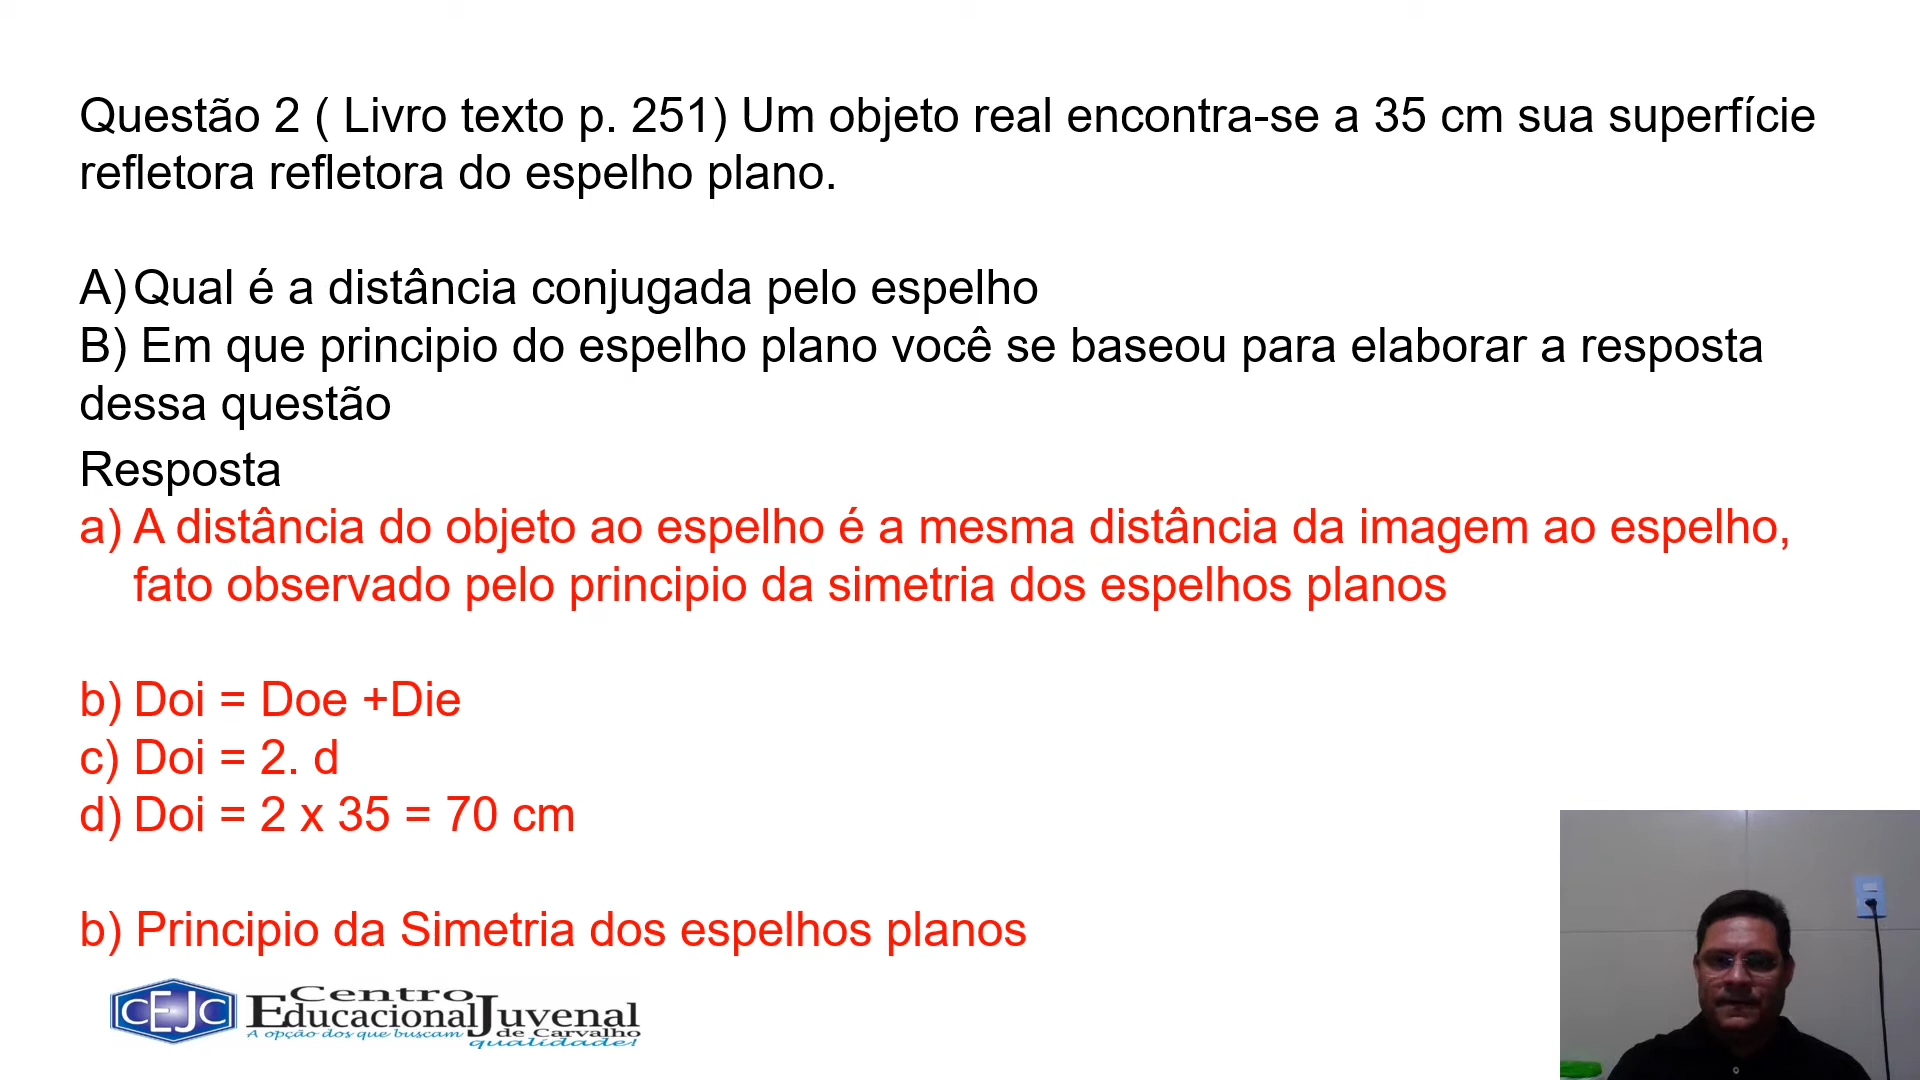 Questão 2 ( Livro texto p. 251) Um objeto real encontra-se a 35 cm sua superfície
refletora refletora do espelho plano.
A) Qual é a distância conjugada pelo espelho
B) Em que principio do espelho plano você se baseou para elaborar a resposta
dessa questão
Resposta
a) A distância do objeto ao espelho é a mesma distância da imagem ao espelho,
fato observado pelo principio da simetria dos espelhos planos
b) Doi = Doe +Die
c) Doi = 2. d
d) Doi = 2 x 35 = 70 cm
b) Principio da Simetria dos espelhos planos
CEJC
Centro
Educacional Juvenal
de Carvalho
A opção dos que buscam
qualidade!